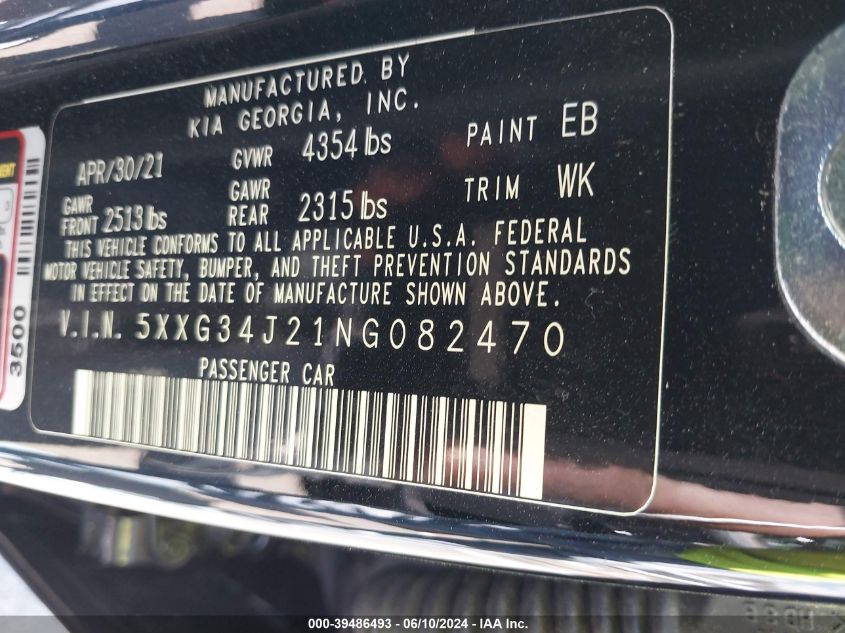 MANUFACTURED BY
KIA GEORGIA, INC.
APR/30/21 GVWR 4354 lbs PAINT EB
GAWR FRONT 2513 lbs GAWR REAR 2315 lbs TRIM WK
THIS VEHICLE CONFORMS TO ALL APPLICABLE U.S.A. FEDERAL
MOTOR VEHICLE SAFETY, BUMPER, AND THEFT PREVENTION STANDARDS
IN EFFECT ON THE DATE OF MANUFACTURE SHOWN ABOVE.
V.I.N. 5XXG34J21NG082470
PASSENGER CAR
3500
000-39486493 - 06/10/2024 - IAA Inc.